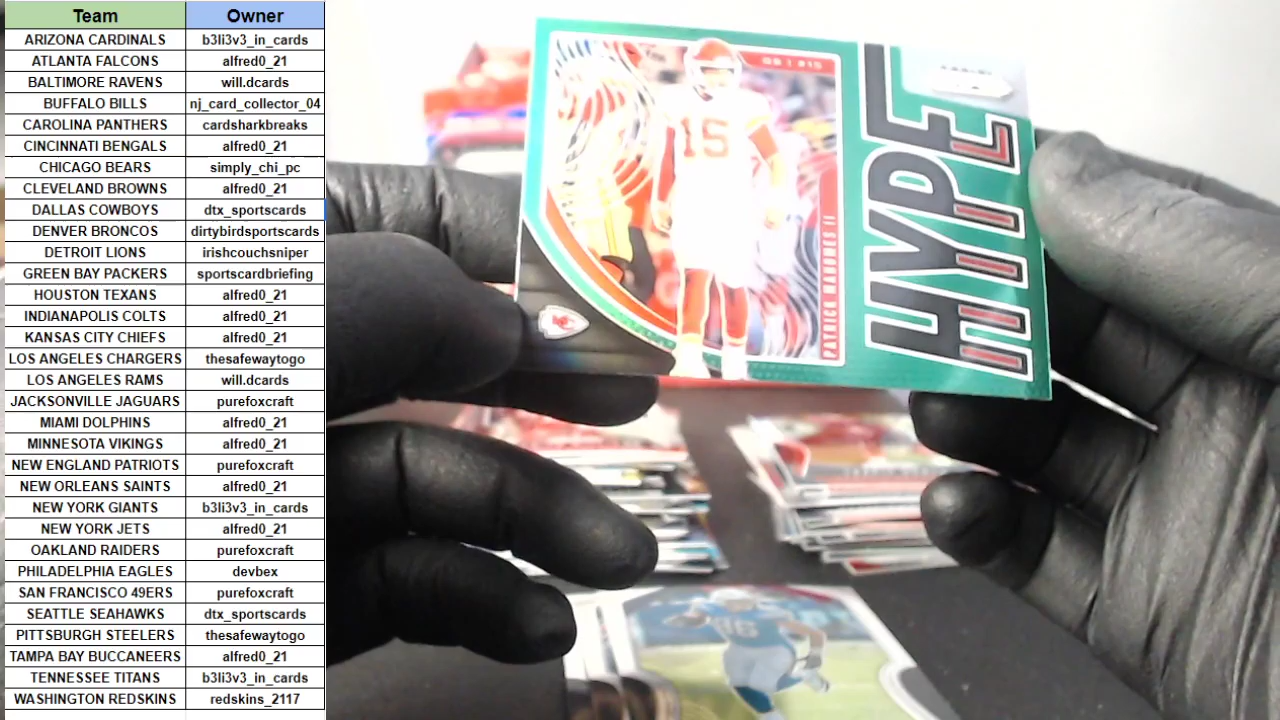 Team Owner
ARIZONA CARDINALS b3li3v3_in_cards
ATLANTA FALCONS alfred0_21
BALTIMORE RAVENS will.dcards
BUFFALO BILLS nj_card_collector_04
CAROLINA PANTHERS cardsharkbreaks
CINCINNATI BENGALS alfred0_21
CHICAGO BEARS simply_chi_pc
CLEVELAND BROWNS alfred0_21
DALLAS COWBOYS dtx_sportscards
DENVER BRONCOS dirtybirdsportscards
DETROIT LIONS irishcouchsniper
GREEN BAY PACKERS sportscardbriefing
HOUSTON TEXANS alfred0_21
INDIANAPOLIS COLTS alfred0_21
KANSAS CITY CHIEFS alfred0_21
LOS ANGELES CHARGERS thesafewaytogo
LOS ANGELES RAMS will.dcards
JACKSONVILLE JAGUARS purefoxcraft
MIAMI DOLPHINS alfred0_21
MINNESOTA VIKINGS alfred0_21
NEW ENGLAND PATRIOTS purefoxcraft
NEW ORLEANS SAINTS alfred0_21
NEW YORK GIANTS b3li3v3_in_cards
NEW YORK JETS alfred0_21
OAKLAND RAIDERS purefoxcraft
PHILADELPHIA EAGLES devbex
SAN FRANCISCO 49ERS purefoxcraft
SEATTLE SEAHAWKS dtx_sportscards
PITTSBURGH STEELERS thesafewaytogo
TAMPA BAY BUCCANEERS alfred0_21
TENNESSEE TITANS b3li3v3_in_cards
WASHINGTON REDSKINS redskins_2117
QB | #15
15
PATRICK MAHOMES II
HYPE
86